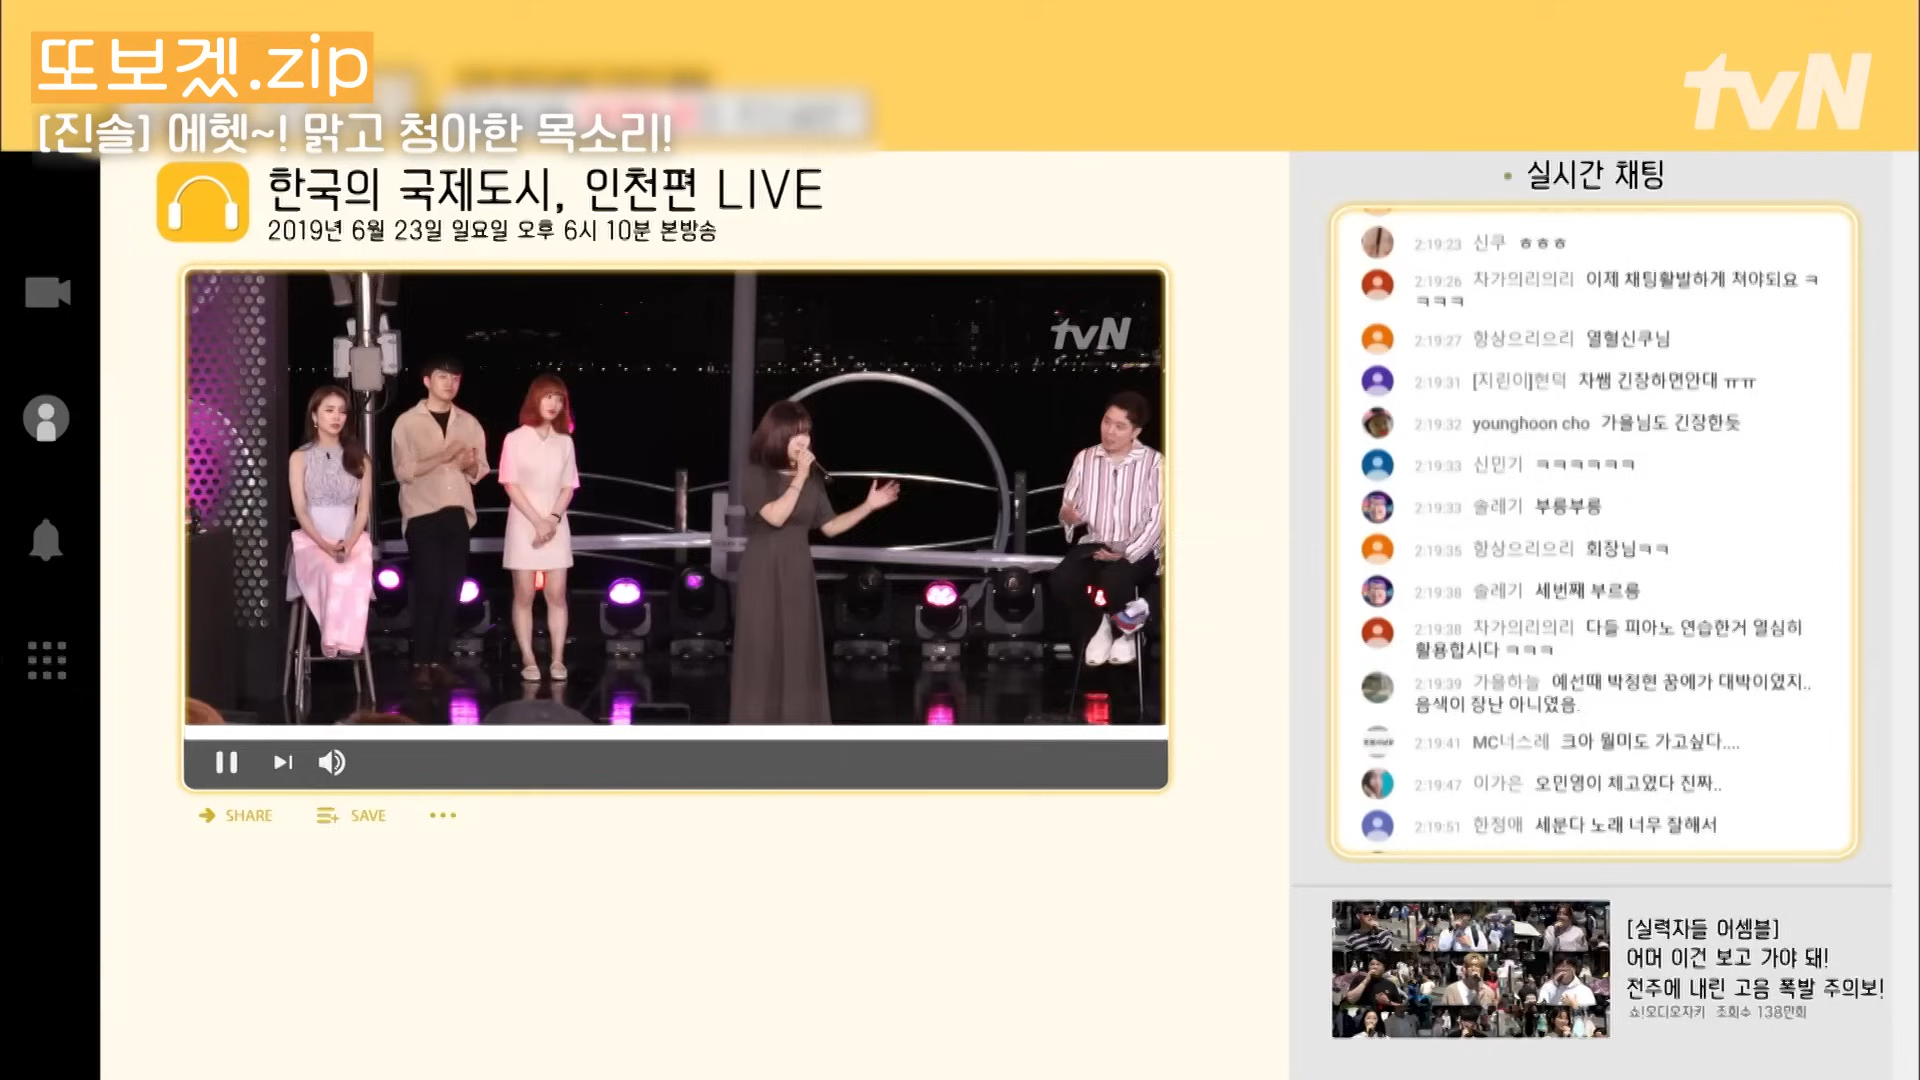 또보겠.zip
[진솔] 에헷~! 맑고 청아한 목소리!
tvN
한국의 국제도시, 인천편 LIVE
2019년 6월 23일 일요일 오후 6시 10분 본방송
tvN
SHARE
SAVE
실시간 채팅
2:19:23 신쿠 ㅎㅎㅎ
2:19:26 차가의리의리 이제 채팅활발하게 쳐야되요 ㅋ
ㅋㅋㅋ
2:19:27 항상으리으리 열혈신쿠님
2:19:31 [지린이]현덕 차쌤 긴장하면안대 ㅠㅠ
2:19:32 younghoon cho 가을님도 긴장한듯
2:19:33 신민기 ㅋㅋㅋㅋㅋㅋ
2:19:33 술레기 부릉부릉
2:19:35 항상으리으리 회장님ㅋㅋ
2:19:38 술레기 세번째 부르릉
2:19:38 차가의리의리 다들 피아노 연습한거 열심히
활용합시다 ㅋㅋㅋ
2:19:39 가을하늘 예선때 박정현 꿈에가 대박이였지..
음색이 장난 아니였음.
2:19:41 MC너스레 크아 월미도 가고싶다....
2:19:47 이가은 오민영이 체고였다 진짜..
2:19:51 한정애 세분다 노래 너무 잘해서
[실력자들 어셈블]
어머 이건 보고 가야 돼!
전주에 내린 고음 폭발 주의보!
쇼!오디오자키 조회수 138만회